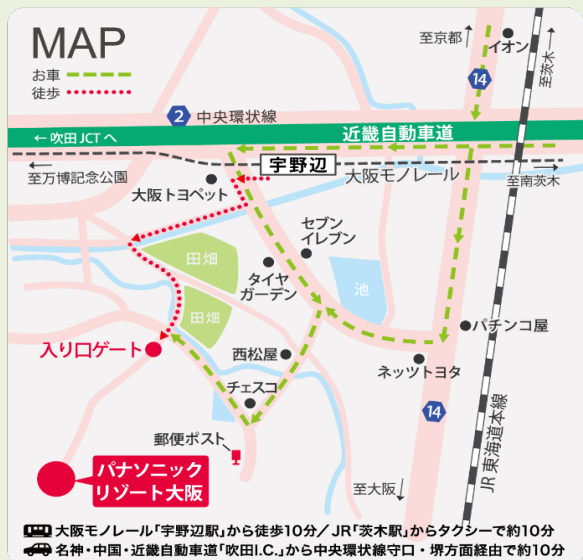 MAP
お車
徒歩
至京都
イオン
14
至茨木
2 中央環状線
←吹田JCTへ
近畿自動車道
宇野辺
至万博記念公園
大阪トヨペット
大阪モノレール
至南茨木
セブン
イレブン
田畑
タイヤ
ガーデン
池
田畑
パチンコ屋
入り口ゲート
西松屋
ネッツトヨタ
チェスコ
14
郵便ポスト
JR東海道本線
パナソニック
リゾート大阪
至大阪
大阪モノレール「宇野辺駅」から徒歩10分/JR「茨木駅」からタクシーで約10分
名神・中国・近畿自動車道「吹田I.C.」から中央環状線守口・堺方面経由で約10分